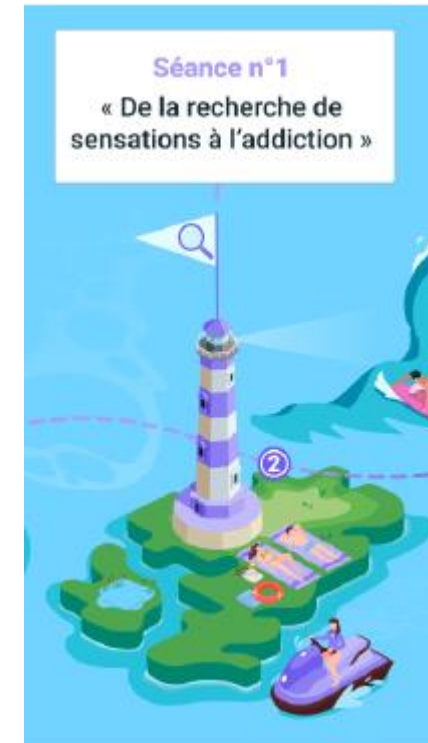 Séance n°1
« De la recherche de
sensations à l’addiction »
2